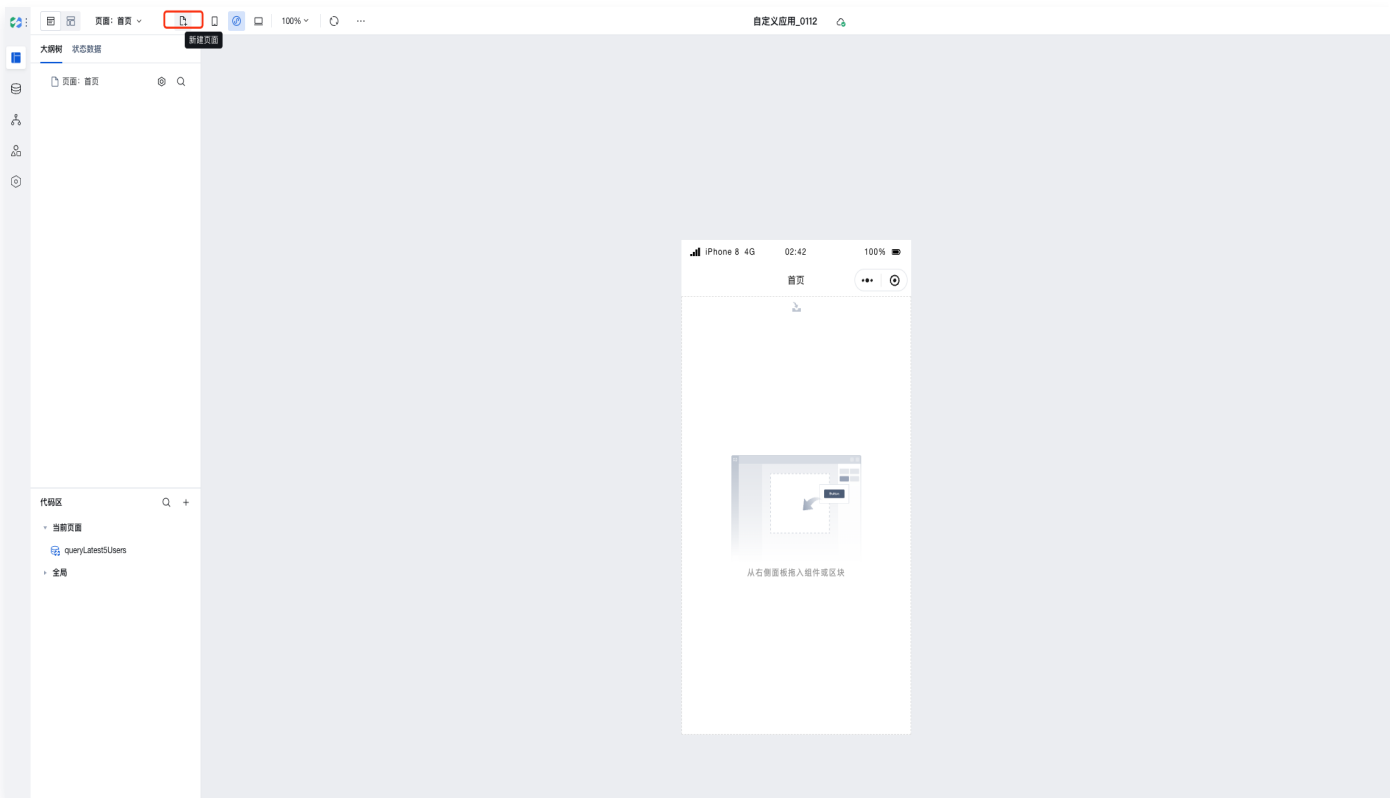 页面: 首页
100%
自定义应用_0112
新建页面
大纲树 状态数据
页面: 首页
iPhone 8 4G 02:42 100%
首页
Button
从右侧面板拖入组件或区块
代码区
当前页面
queryLatest5Users
全局